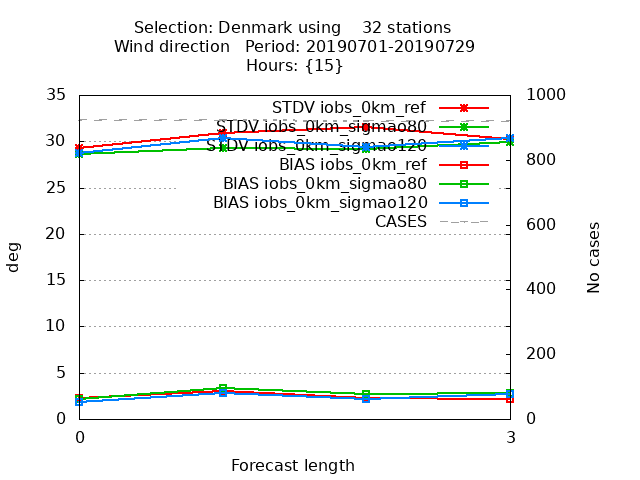 Selection: Denmark using    32 stations
Wind direction   Period: 20190701-20190729
Hours: {15}
35
30
25
20
15
10
5
0
1000
800
600
400
200
0
deg
No cases
STDV iobs_0km_ref
STDV iobs_0km_sigmao80
STDV iobs_0km_sigmao120
BIAS iobs_0km_ref
BIAS iobs_0km_sigmao80
BIAS iobs_0km_sigmao120
CASES
0
3
Forecast length